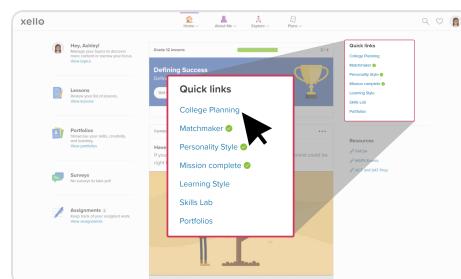 xello
Home
About Me
Explore
Plans
Hey, Ashley!
Manage your topics to discover
more content or narrow your focus.
View topics
Lessons
Review your list of lessons.
View lessons
Portfolios
Showcase your skills, creativity,
and learning.
View portfolios
Surveys
No surveys to take yet!
Assignments
Keep track of your assigned work.
View assignments
Grade 12 lessons
Defining Success
Quick links
College Planning
Matchmaker
Personality Style
Mission complete
Learning Style
Skills Lab
Portfolios
Quick links
College Planning
Matchmaker
Personality Style
Mission complete
Learning Style
Skills Lab
Portfolios
Resources